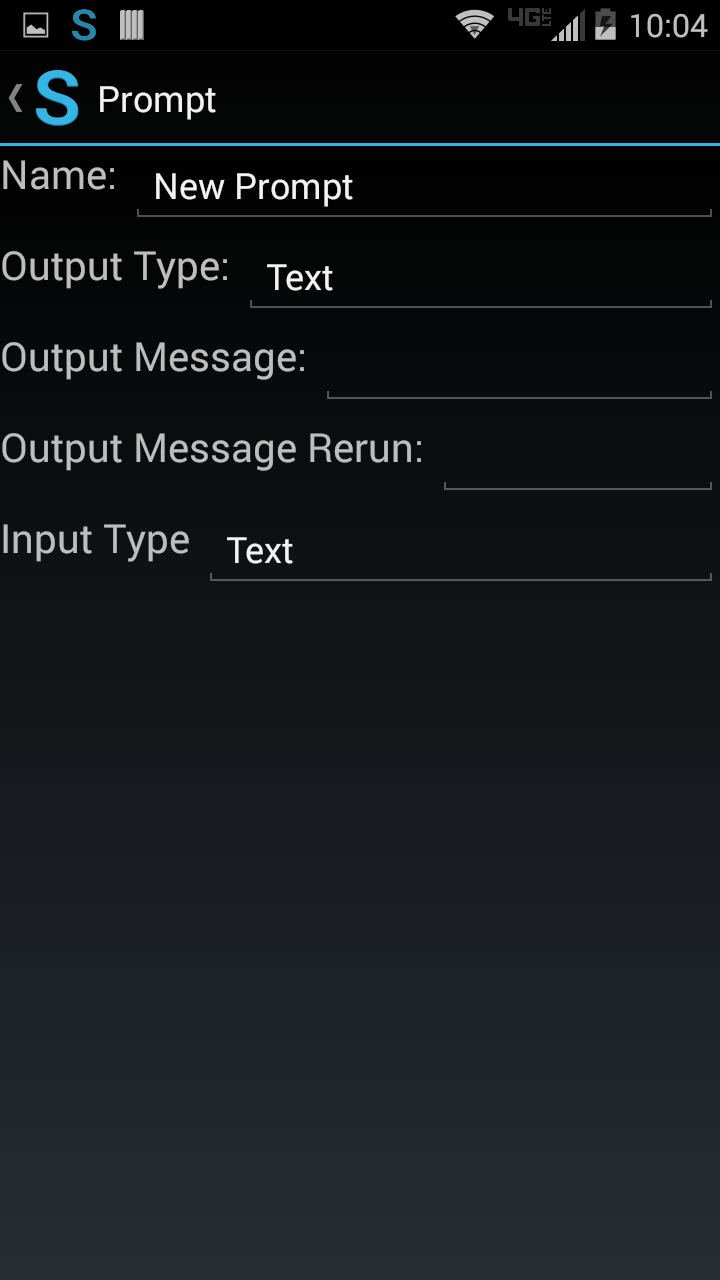 S 4G LTE 10:04
S Prompt
Name: New Prompt
Output Type: Text
Output Message:
Output Message Rerun:
Input Type Text